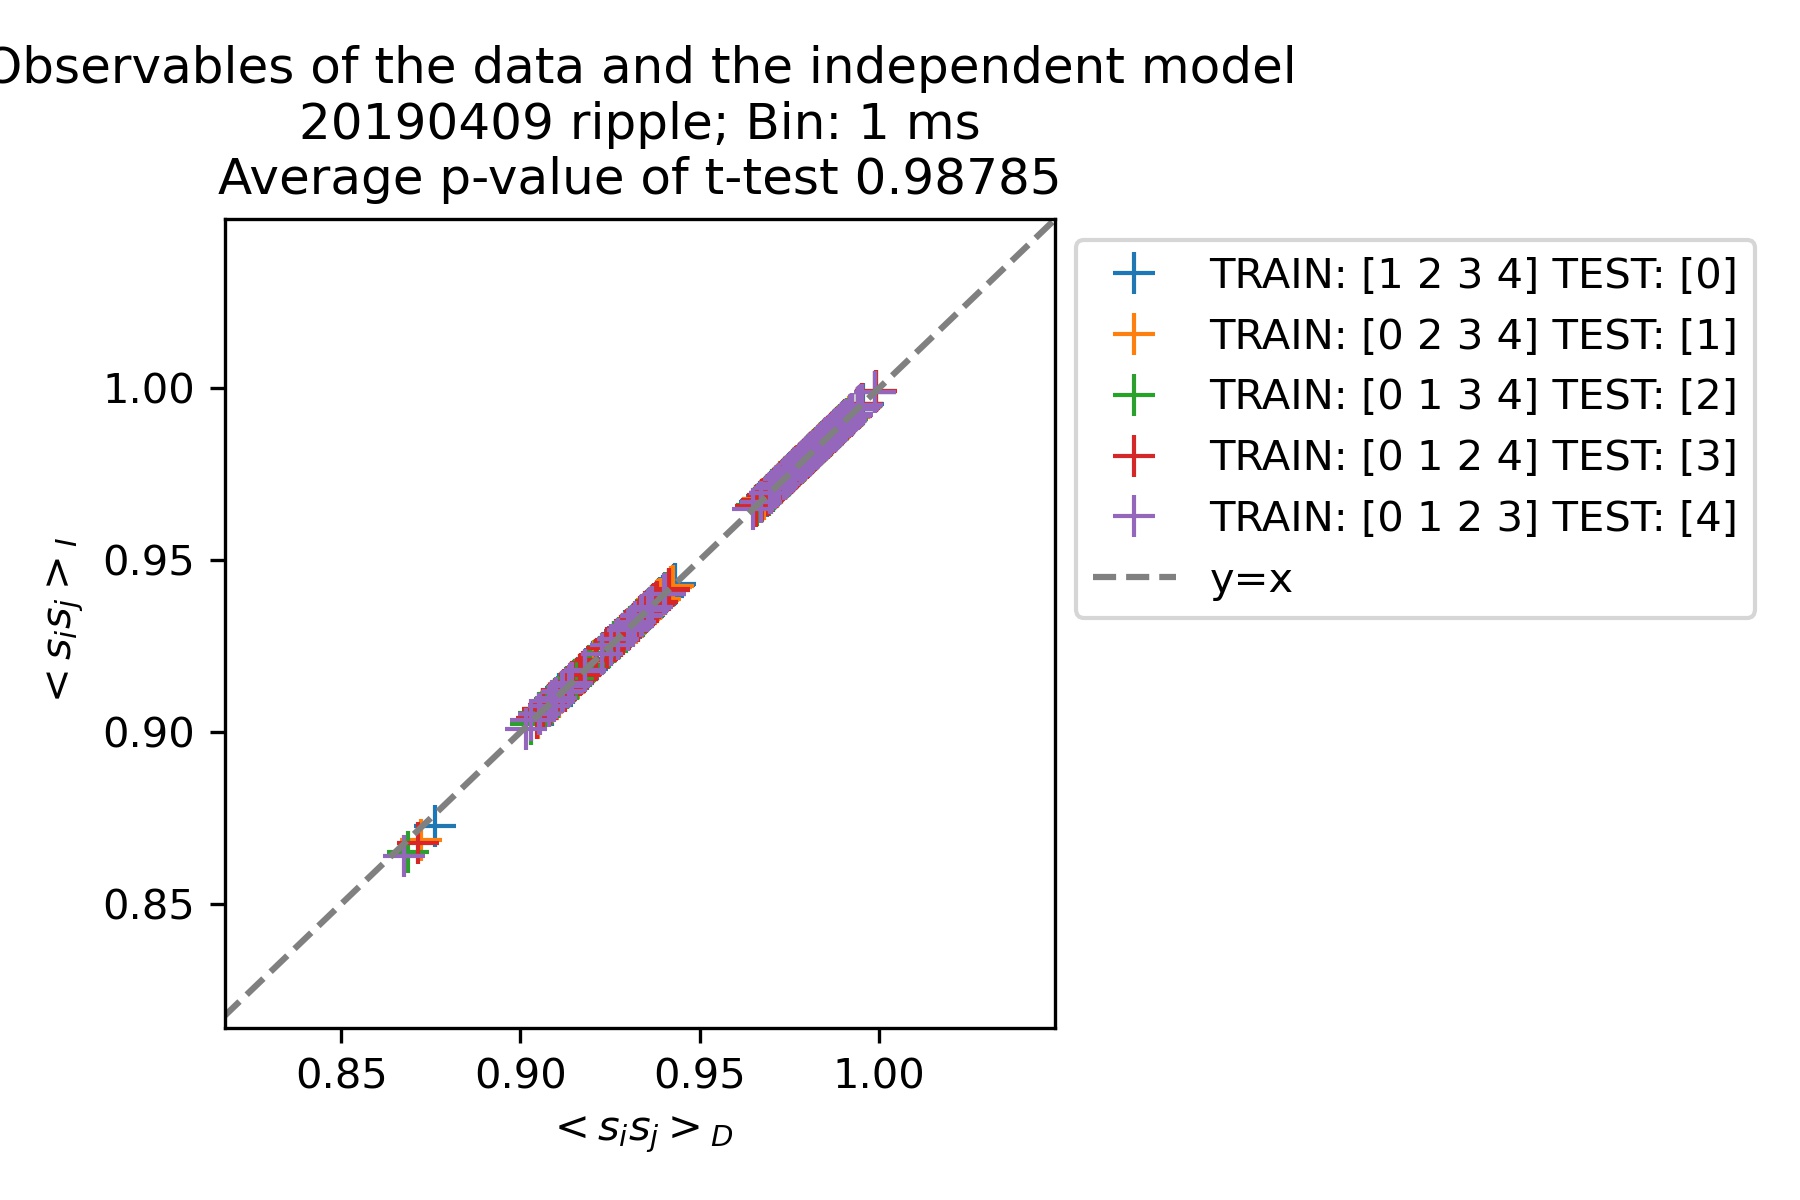 Observables of the data and the independent model
20190409 ripple; Bin: 1 ms
Average p-value of t-test 0.98785
TRAIN: [1 2 3 4] TEST: [0]
TRAIN: [0 2 3 4] TEST: [1]
TRAIN: [0 1 3 4] TEST: [2]
TRAIN: [0 1 2 4] TEST: [3]
TRAIN: [0 1 2 3] TEST: [4]
y=x
1.00
0.95
0.90
0.85
< s_i s_j >_I
0.85 0.90 0.95 1.00
< s_i s_j >_D